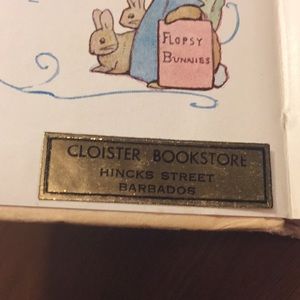 FLOPSY
BUNNIES
CLOISTER BOOKSTORE
HINCKS STREET
BARBADOS